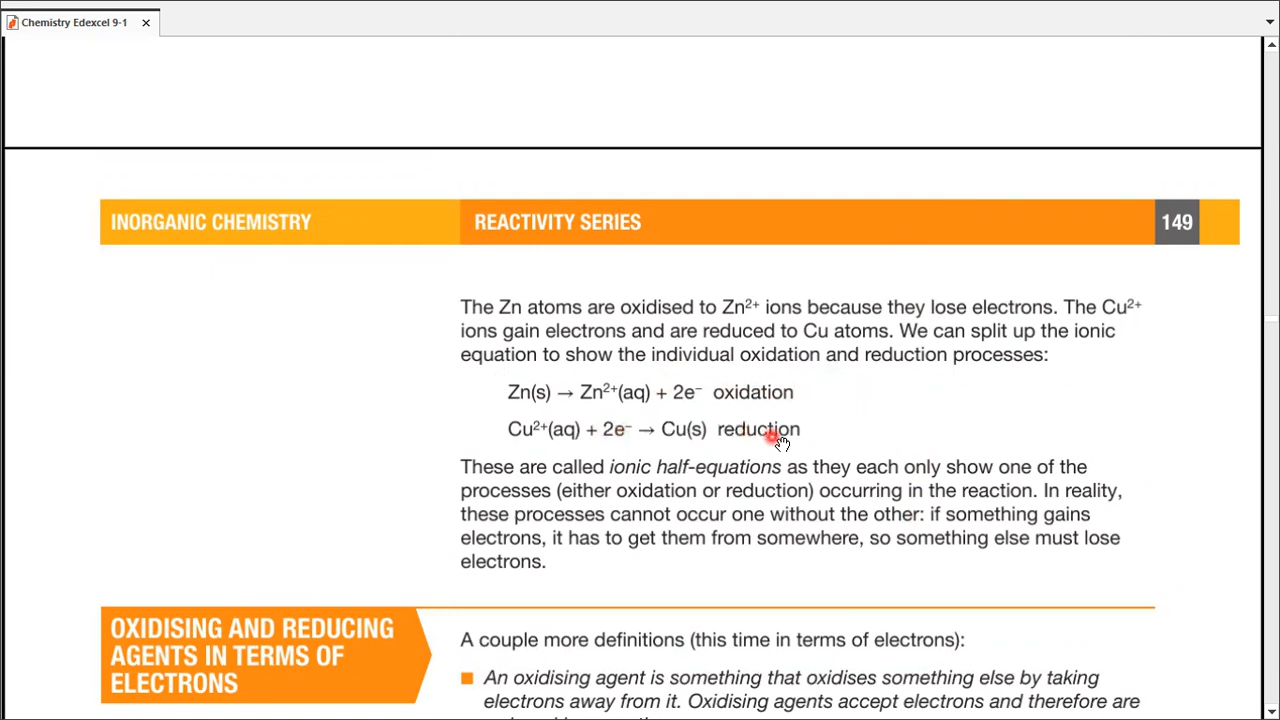 Chemistry Edexcel 9-1
INORGANIC CHEMISTRY
REACTIVITY SERIES
149
The Zn atoms are oxidised to Zn²⁺ ions because they lose electrons. The Cu²⁺
ions gain electrons and are reduced to Cu atoms. We can split up the ionic
equation to show the individual oxidation and reduction processes:
Zn(s) → Zn²⁺(aq) + 2e⁻ oxidation
Cu²⁺(aq) + 2e⁻ → Cu(s) reduction
These are called ionic half-equations as they each only show one of the
processes (either oxidation or reduction) occurring in the reaction. In reality,
these processes cannot occur one without the other: if something gains
electrons, it has to get them from somewhere, so something else must lose
electrons.
OXIDISING AND REDUCING
AGENTS IN TERMS OF
ELECTRONS
A couple more definitions (this time in terms of electrons):
An oxidising agent is something that oxidises something else by taking
electrons away from it. Oxidising agents accept electrons and therefore are